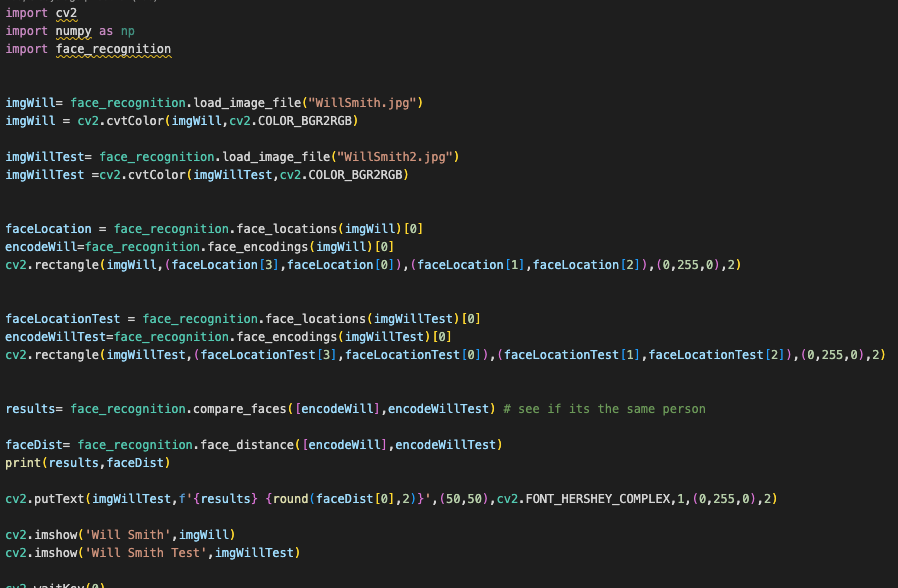 import cv2
import numpy as np
import face_recognition
imgWill= face_recognition.load_image_file("WillSmith.jpg")
imgWill = cv2.cvtColor(imgWill,cv2.COLOR_BGR2RGB)
imgWillTest= face_recognition.load_image_file("WillSmith2.jpg")
imgWillTest =cv2.cvtColor(imgWillTest,cv2.COLOR_BGR2RGB)
faceLocation = face_recognition.face_locations(imgWill)[0]
encodeWill=face_recognition.face_encodings(imgWill)[0]
cv2.rectangle(imgWill,(faceLocation[3],faceLocation[0]),(faceLocation[1],faceLocation[2]),(0,255,0),2)
faceLocationTest = face_recognition.face_locations(imgWillTest)[0]
encodeWillTest=face_recognition.face_encodings(imgWillTest)[0]
cv2.rectangle(imgWillTest,(faceLocationTest[3],faceLocationTest[0]),(faceLocationTest[1],faceLocationTest[2]),(0,255,0),2)
results= face_recognition.compare_faces([encodeWill],encodeWillTest) # see if its the same person
faceDist= face_recognition.face_distance([encodeWill],encodeWillTest)
print(results,faceDist)
cv2.putText(imgWillTest,f'{results} {round(faceDist[0],2)}',(50,50),cv2.FONT_HERSHEY_COMPLEX,1,(0,255,0),2)
cv2.imshow('Will Smith',imgWill)
cv2.imshow('Will Smith Test',imgWillTest)
cv2.waitKey(0)